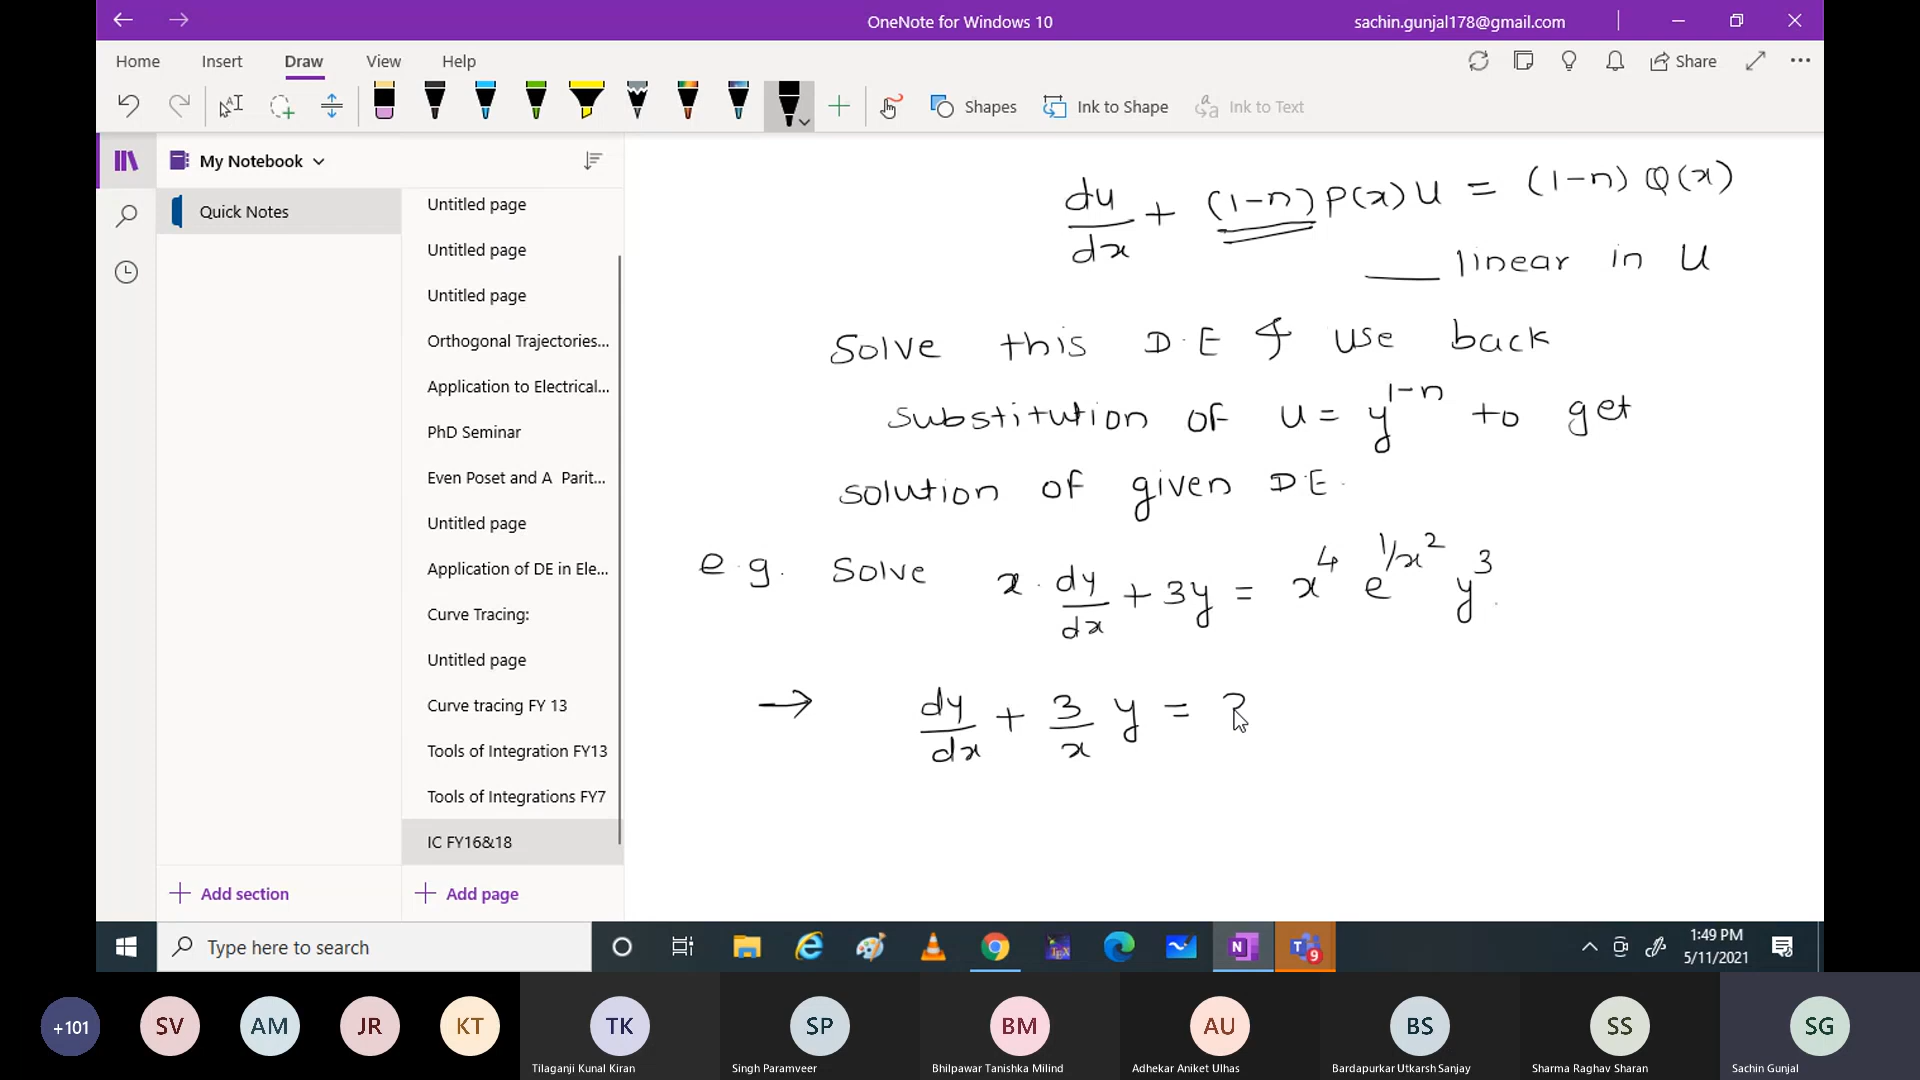 OneNote for Windows 10
sachin.gunjal178@gmail.com
Home Insert Draw View Help
Share
Shapes Ink to Shape Ink to Text
My Notebook
Quick Notes
Untitled page
Untitled page
Untitled page
Orthogonal Trajectories...
Application to Electrical...
PhD Seminar
Even Poset and A Parit...
Untitled page
Application of DE in Ele...
Curve Tracing:
Untitled page
Curve tracing FY 13
Tools of Integration FY13
Tools of Integrations FY7
IC FY16&18
Add section
Add page
du/dx + (1-n) P(x) U = (1-n) Q(x)
___ linear in U
Solve this D.E & use back
substitution of u = y^(1-n) to get
solution of given D.E.
e.g. Solve x. dy/dx + 3y = x^4 e^(1/x^2) y^3.
→ dy/dx + 3/x y = 2
Type here to search
1:49 PM
5/11/2021
9
+101 SV AM JR KT TK SP BM AU BS SS SG
Tilaganji Kunal Kiran
Singh Paramveer
Bhilpawar Tanishka Milind
Adhekar Aniket Ulhas
Bardapurkar Utkarsh Sanjay
Sharma Raghav Sharan
Sachin Gunjal